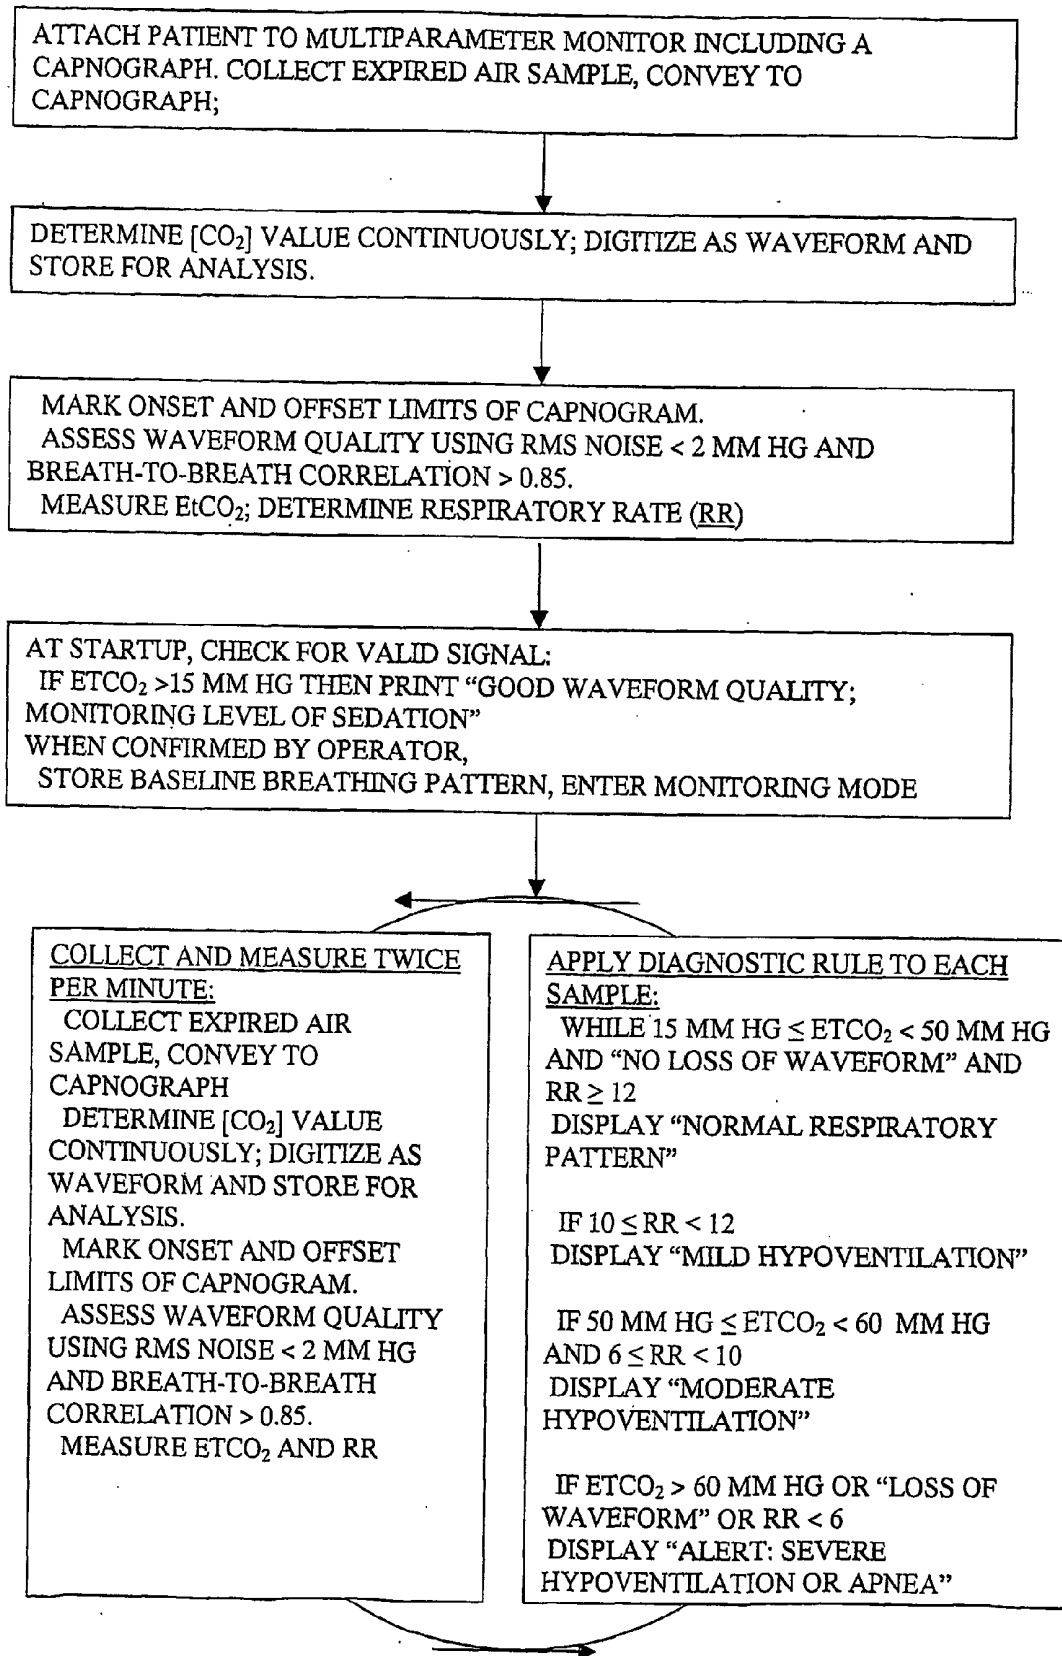 ATTACH PATIENT TO MULTIPARAMETER MONITOR INCLUDING A
CAPNOGRAPH. COLLECT EXPIRED AIR SAMPLE, CONVEY TO
CAPNOGRAPH;
DETERMINE [CO₂] VALUE CONTINUOUSLY; DIGITIZE AS WAVEFORM AND
STORE FOR ANALYSIS.
MARK ONSET AND OFFSET LIMITS OF CAPNOGRAM.
ASSESS WAVEFORM QUALITY USING RMS NOISE < 2 MM HG AND
BREATH-TO-BREATH CORRELATION > 0.85.
MEASURE EtCO₂; DETERMINE RESPIRATORY RATE (RR)
AT STARTUP, CHECK FOR VALID SIGNAL:
IF ETCO₂ >15 MM HG THEN PRINT “GOOD WAVEFORM QUALITY;
MONITORING LEVEL OF SEDATION”
WHEN CONFIRMED BY OPERATOR,
STORE BASELINE BREATHING PATTERN, ENTER MONITORING MODE
COLLECT AND MEASURE TWICE
PER MINUTE:
COLLECT EXPIRED AIR
SAMPLE, CONVEY TO
CAPNOGRAPH
DETERMINE [CO₂] VALUE
CONTINUOUSLY; DIGITIZE AS
WAVEFORM AND STORE FOR
ANALYSIS.
MARK ONSET AND OFFSET
LIMITS OF CAPNOGRAM.
ASSESS WAVEFORM QUALITY
USING RMS NOISE < 2 MM HG
AND BREATH-TO-BREATH
CORRELATION > 0.85.
MEASURE ETCO₂ AND RR
APPLY DIAGNOSTIC RULE TO EACH
SAMPLE:
WHILE 15 MM HG ≤ ETCO₂ < 50 MM HG
AND “NO LOSS OF WAVEFORM” AND
RR ≥ 12
DISPLAY “NORMAL RESPIRATORY
PATTERN”
IF 10 ≤ RR < 12
DISPLAY “MILD HYPOVENTILATION”
IF 50 MM HG ≤ ETCO₂ < 60 MM HG
AND 6 ≤ RR < 10
DISPLAY “MODERATE
HYPOVENTILATION”
IF ETCO₂ > 60 MM HG OR “LOSS OF
WAVEFORM” OR RR < 6
DISPLAY “ALERT: SEVERE
HYPOVENTILATION OR APNEA”